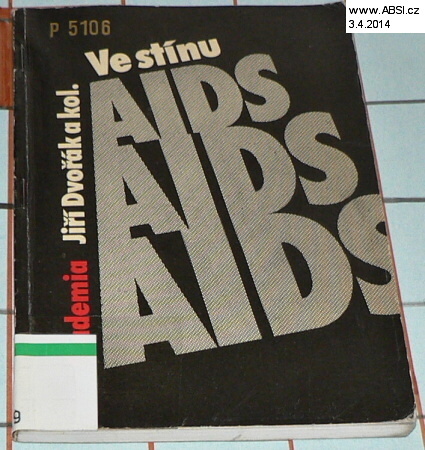 www.ABSI.cz
3.4.2014
P 5106
Ve stínu
AIDS
AIDS
AIDS
Jiří Dvořák a kol.
demia
9